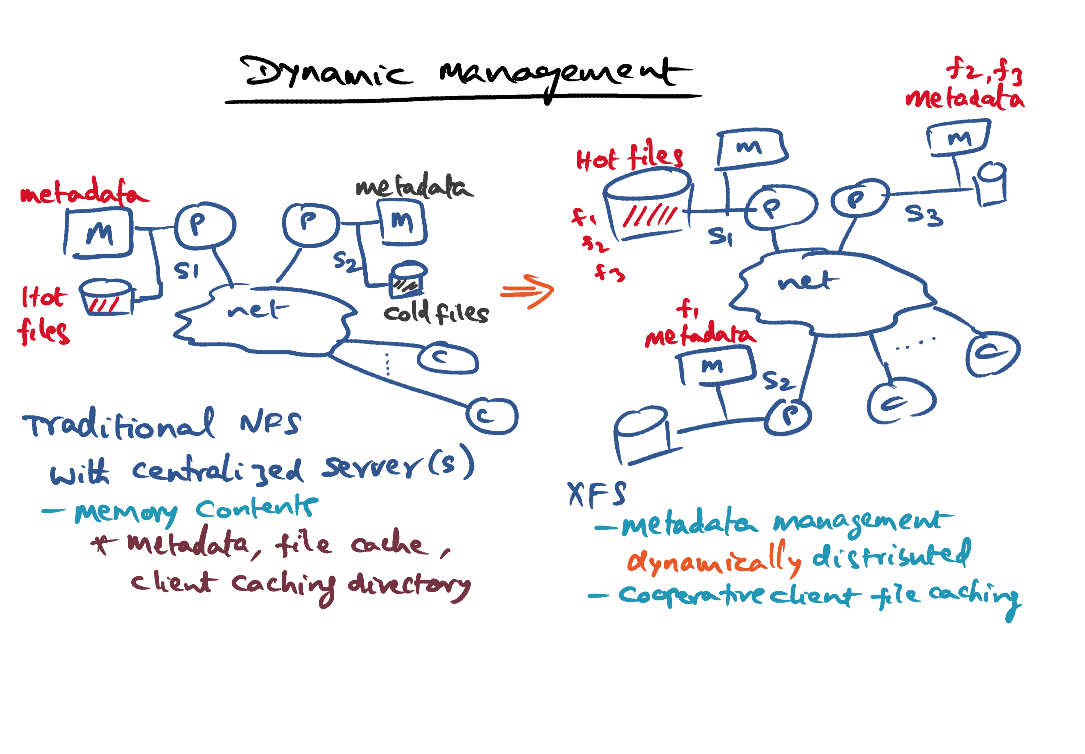 Dynamic management
metadata
M
P
S1
Hot
files
P
metadata
M
S2
cold files
net
C
C
Traditional NFS
with centralized server(s)
- memory contents
* metadata, file cache,
client caching directory
Hot files
f1
s2
f3
M
P
S1
f2, f3
metadata
M
P
S3
net
f1
metadata
M
S2
P
....
C
C
XFS
- metadata management
dynamically distributed
- cooperative client file caching